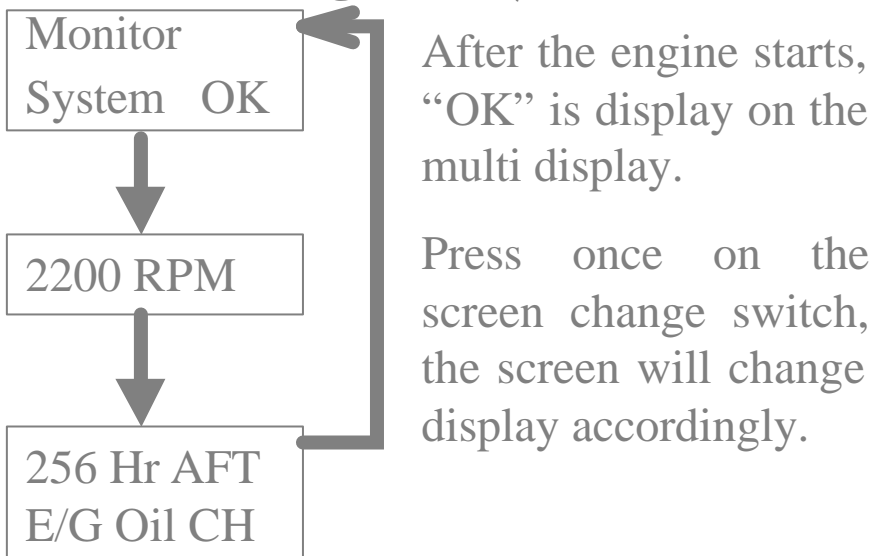 Monitor
System OK
2200 RPM
256 Hr AFT
E/G Oil CH
After the engine starts,
“OK” is display on the
multi display.
Press once on the
screen change switch,
the screen will change
display accordingly.